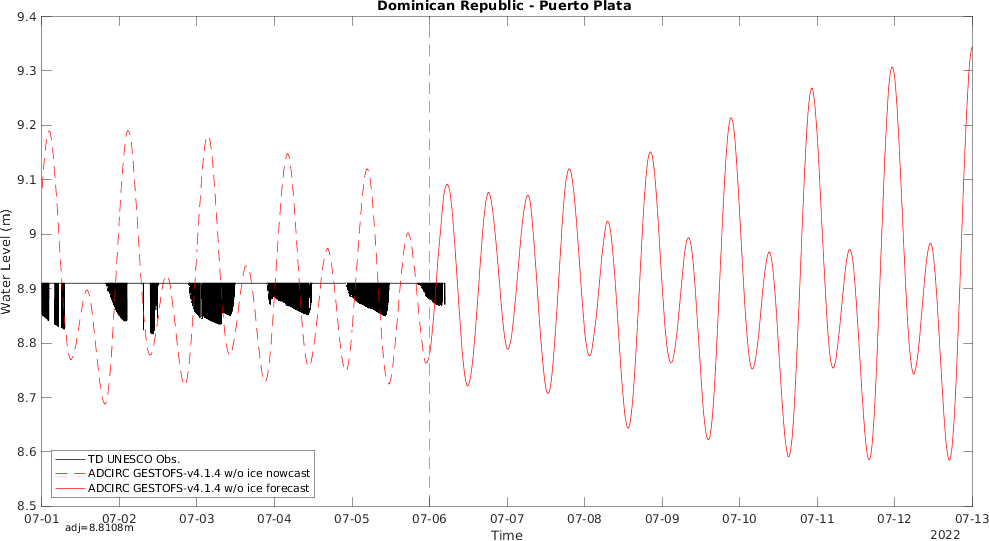 Dominican Republic - Puerto Plata
Water Level (m)
9.4
9.3
9.2
9.1
9
8.9
8.8
8.7
8.6
8.5
TD UNESCO Obs.
ADCIRC GESTOFS-v4.1.4 w/o ice nowcast
ADCIRC GESTOFS-v4.1.4 w/o ice forecast
07-01 07-02 07-03 07-04 07-05 07-06 07-07 07-08 07-09 07-10 07-11 07-12 07-13
adj=8.8108m
Time
2022